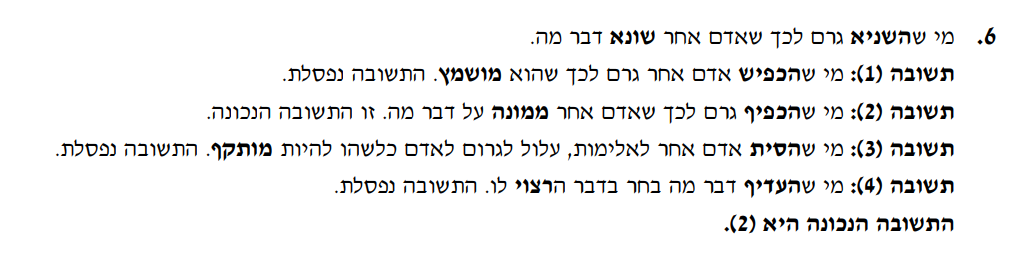 6. מי שהשניא גרם לכך שאדם אחר שונא דבר מה.
תשובה (1): מי שהכפיש אדם אחר גרם לכך שהוא מושמץ. התשובה נפסלת.
תשובה (2): מי שהכפיף גרם לכך שאדם אחר ממונה על דבר מה. זו התשובה הנכונה.
תשובה (3): מי שהסית אדם אחר לאלימות, עלול לגרום לאדם כלשהו להיות מותקף. התשובה נפסלת.
תשובה (4): מי שהעדיף דבר מה בחר בדבר הרצוי לו. התשובה נפסלת.
התשובה הנכונה היא (2).